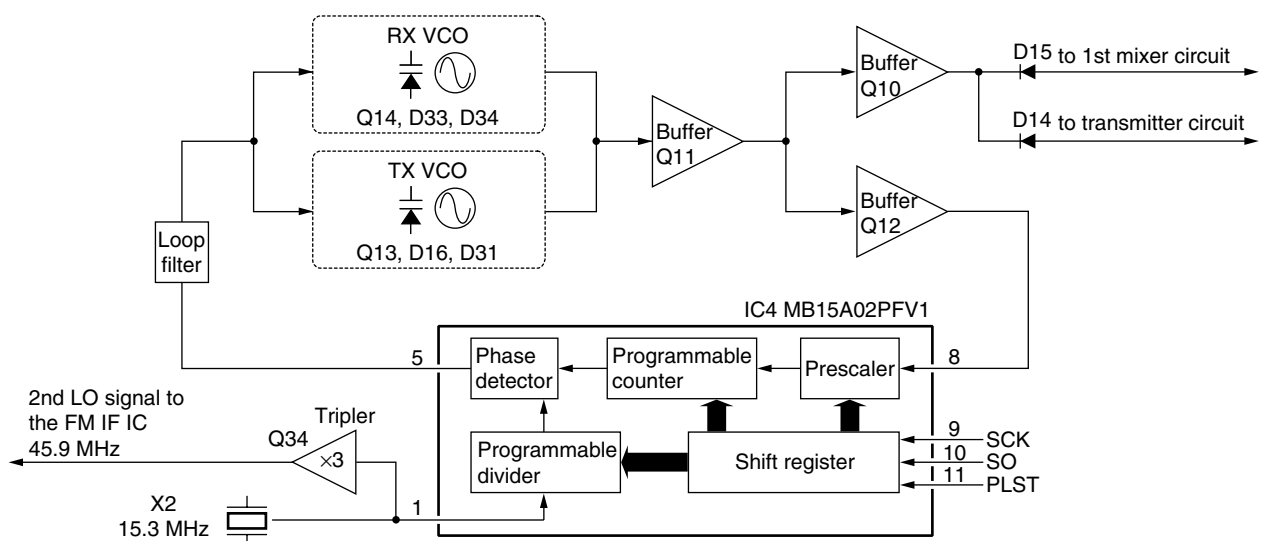 RX VCO
Q14, D33, D34
TX VCO
Q13, D16, D31
Buffer
Q11
Buffer
Q10
Buffer
Q12
D15 to 1st mixer circuit
D14 to transmitter circuit
Loop
filter
IC4 MB15A02PFV1
5
Phase
detector
Programmable
counter
Prescaler
8
2nd LO signal to
the FM IF IC
45.9 MHz
Tripler
Q34
×3
Programmable
divider
Shift register
9
SCK
10
SO
11
PLST
X2
15.3 MHz
1